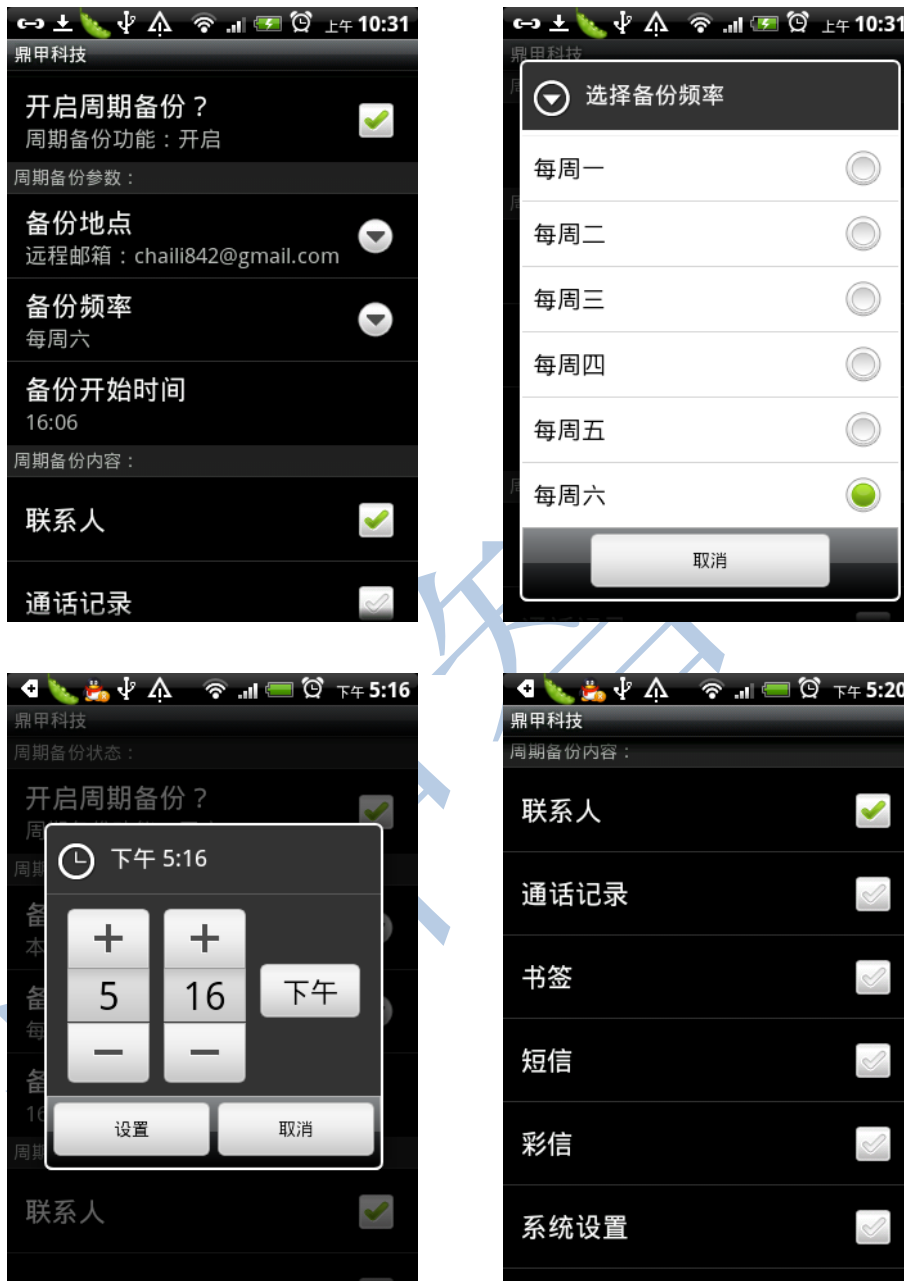 上午 10:31
鼎甲科技
开启周期备份？
周期备份功能：开启
周期备份参数：
备份地点
远程邮箱：chaili842@gmail.com
备份频率
每周六
备份开始时间
16:06
周期备份内容：
联系人
通话记录
上午 10:31
鼎甲科技
选择备份频率
每周一
每周二
每周三
每周四
每周五
每周六
取消
下午 5:16
鼎甲科技
周期备份状态：
开启周期备份？
下午 5:16
5
16
下午
设置
取消
联系人
下午 5:20
鼎甲科技
周期备份内容：
联系人
通话记录
书签
短信
彩信
系统设置